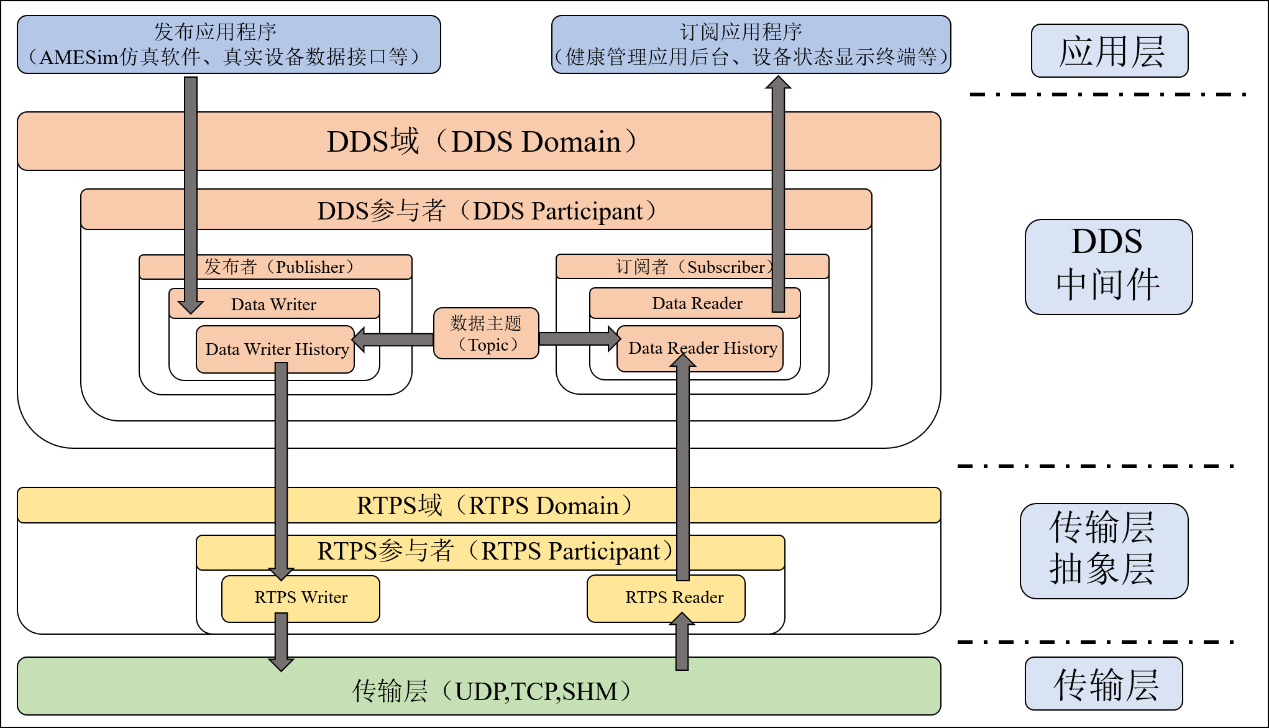 发布应用程序
（AMESim仿真软件、真实设备数据接口等）
订阅应用程序
（健康管理应用后台、设备状态显示终端等）
应用层
DDS域（DDS Domain）
DDS参与者（DDS Participant）
DDS
中间件
发布者（Publisher）
订阅者（Subscriber）
Data Writer
Data Reader
数据主题
（Topic）
Data Writer History
Data Reader History
RTPS域（RTPS Domain）
RTPS参与者（RTPS Participant）
传输层
抽象层
RTPS Writer
RTPS Reader
传输层（UDP,TCP,SHM）
传输层